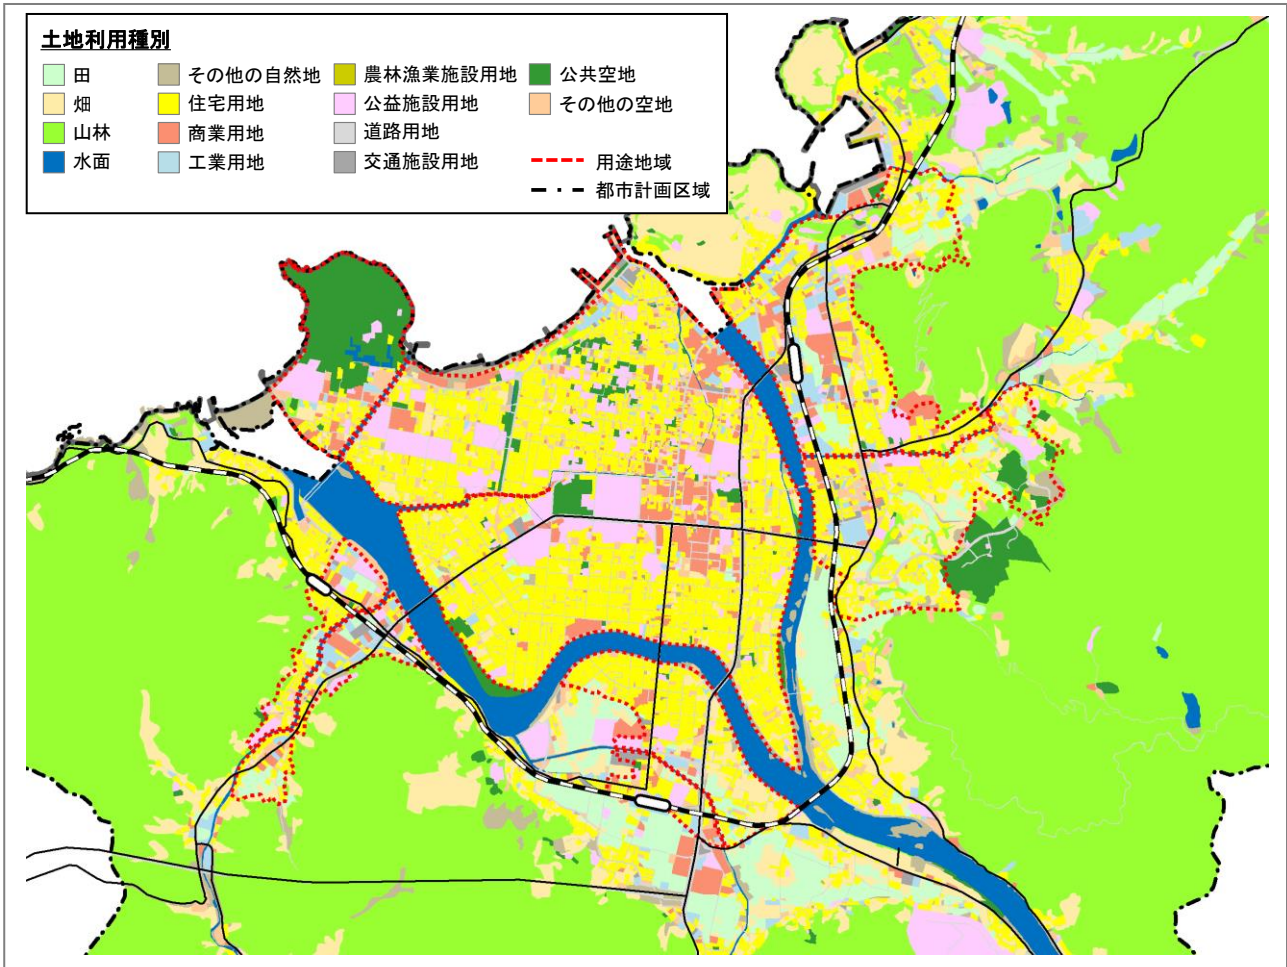 土地利用種別
田 その他の自然地 農林漁業施設用地 公共空地
畑 住宅用地 公益施設用地 その他の空地
山林 商業用地 道路用地
水面 工業用地 交通施設用地 用途地域
都市計画区域